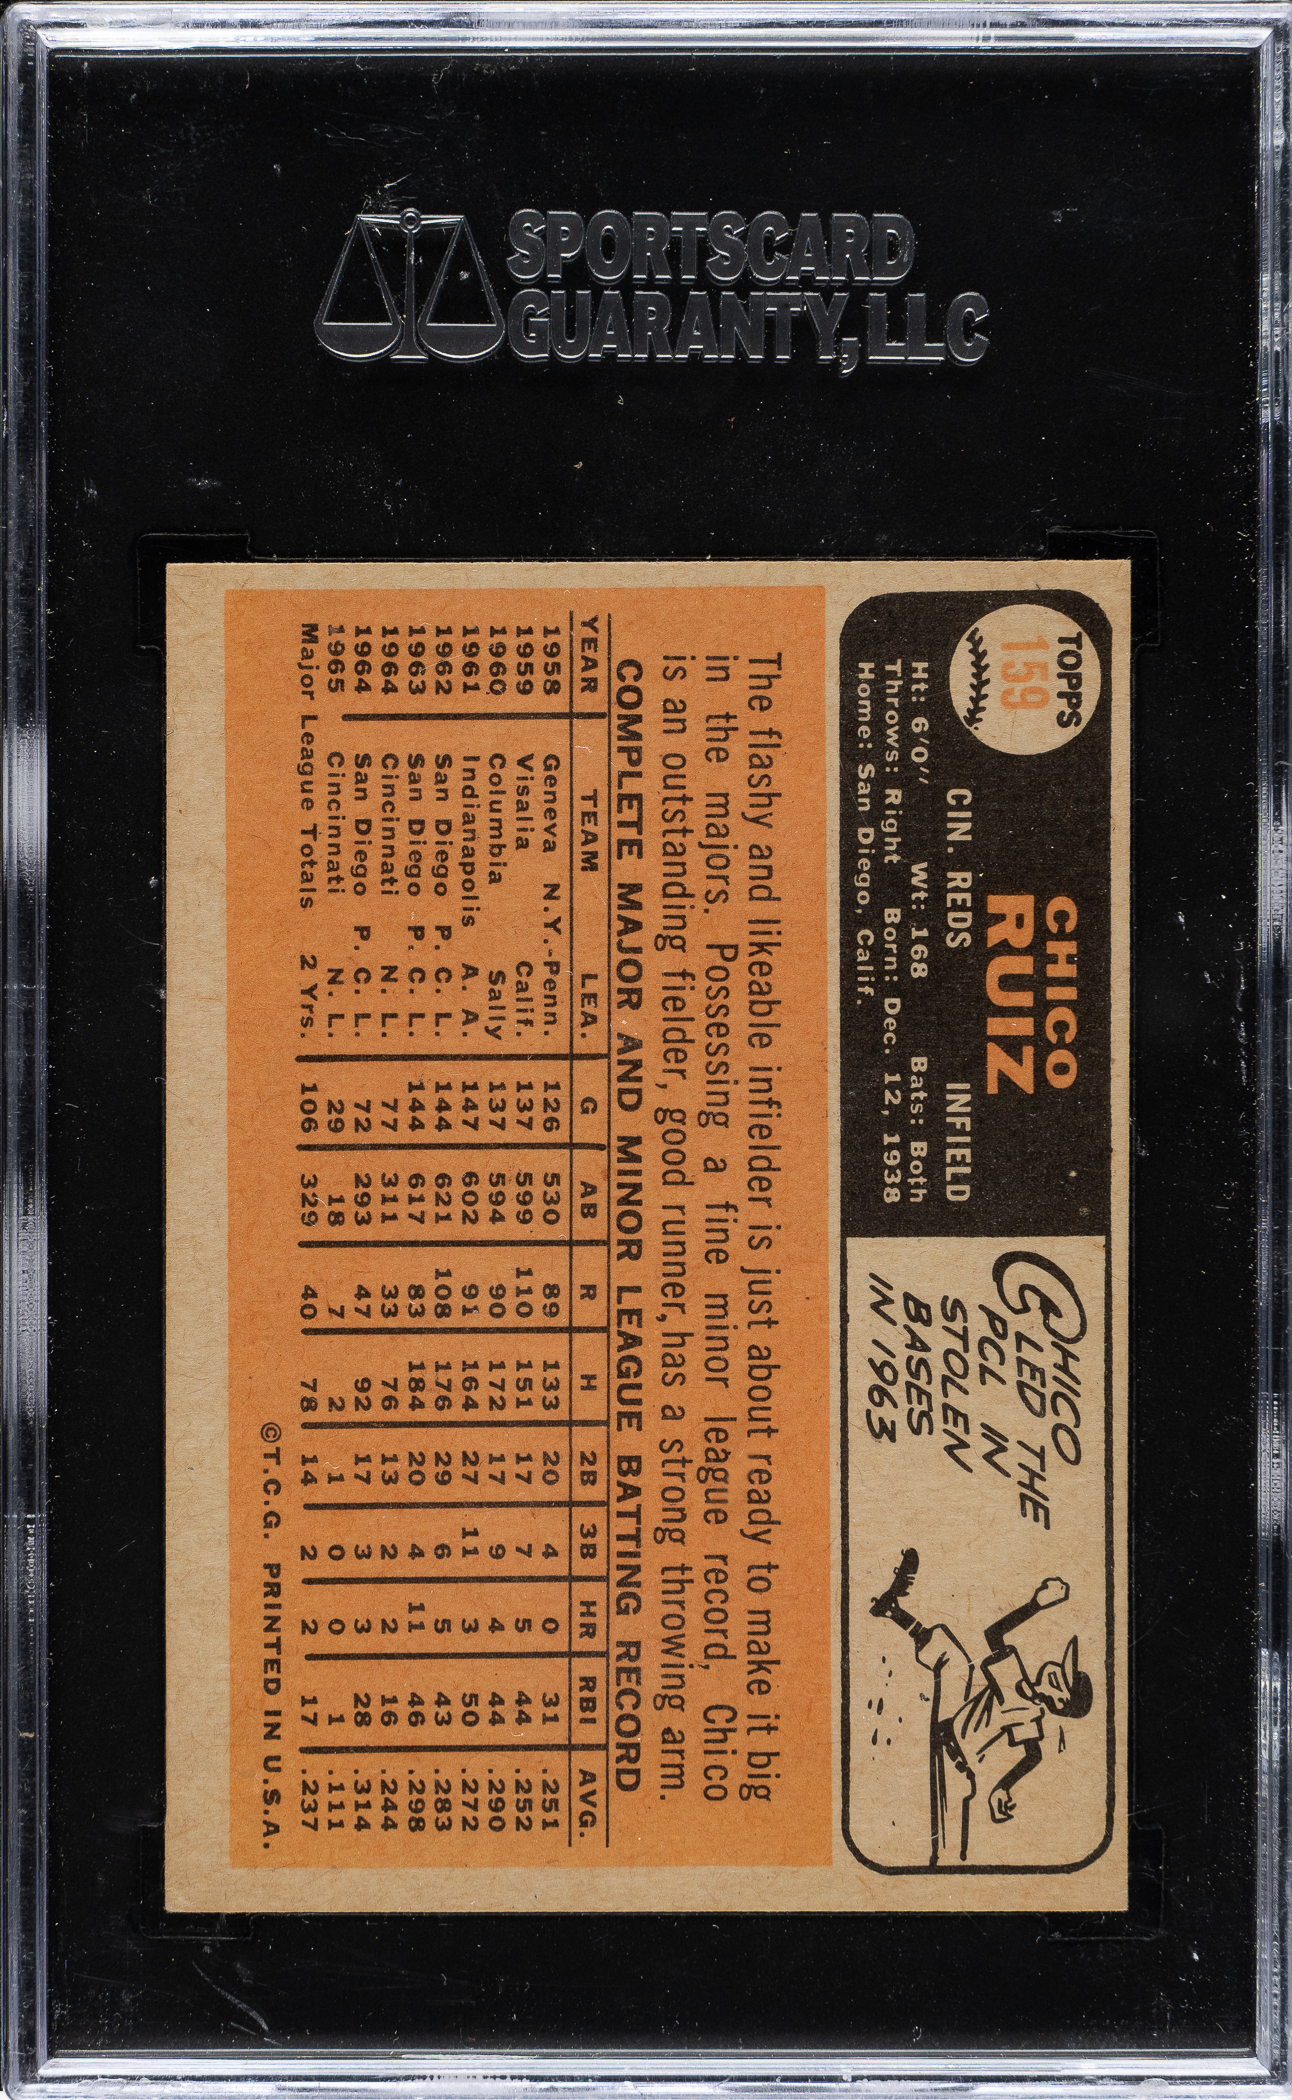 SPORTSCARD
GUARANTY, LLC
TOPPS
159
CHICO
RUIZ
CIN. REDS INFIELD
Ht: 6'0" Wt: 168 Bats: Both
Throws: Right Born: Dec. 12, 1938
Home: San Diego, Calif.
CHICO
LED THE
PCL IN
STOLEN
BASES
IN 1963
The flashy and likeable infielder is just about ready to make it big
in the majors. Possessing a fine minor league record, Chico
is an outstanding fielder, good runner, has a strong throwing arm.
COMPLETE MAJOR AND MINOR LEAGUE BATTING RECORD
YEAR TEAM LEA. G AB R H 2B 3B HR RBI AVG.
1958 Geneva N.Y.-Penn. 126 530 89 133 20 4 0 31 .251
1959 Visalia Calif. 137 599 110 151 17 7 5 44 .252
1960 Columbia Sally 137 594 90 172 17 9 4 44 .290
1961 Indianapolis A. A. 147 602 91 164 27 11 3 50 .272
1962 San Diego P. C. L. 144 621 108 176 29 6 5 43 .283
1963 San Diego P. C. L. 144 617 83 184 20 4 11 46 .298
1964 Cincinnati N. L. 77 311 33 76 13 2 2 16 .244
1964 San Diego P. C. L. 72 293 47 92 17 3 3 28 .314
1965 Cincinnati N. L. 29 18 7 2 1 0 0 1 .111
Major League Totals 2 Yrs. 106 329 40 78 14 2 2 17 .237
©T.C.G. PRINTED IN U.S.A.